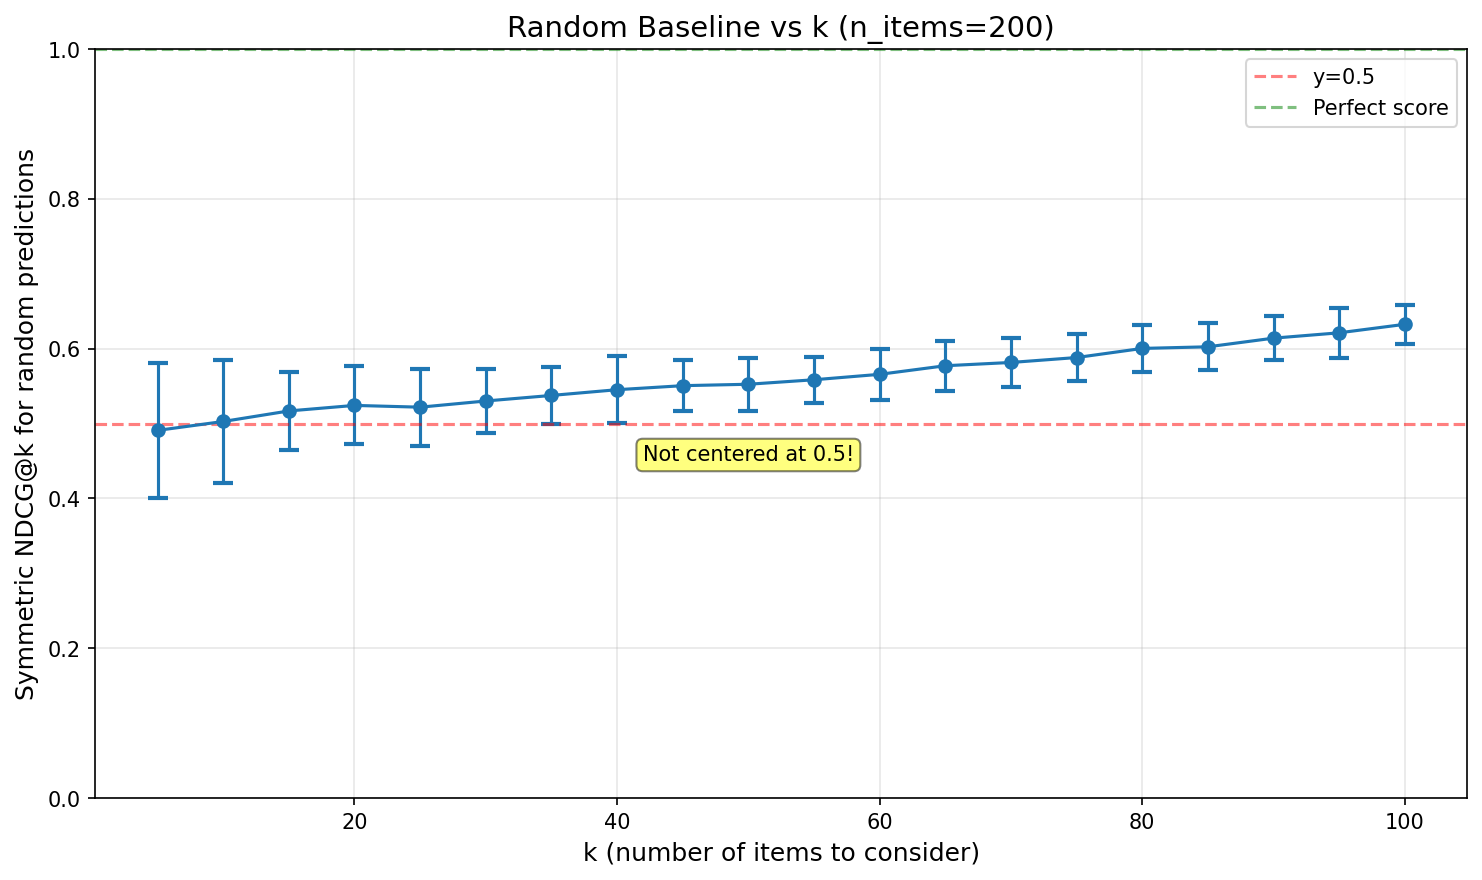 Random Baseline vs k (n_items=200)
y=0.5
Perfect score
Symmetric NDCG@k for random predictions
1.0
0.8
0.6
0.4
0.2
0.0
Not centered at 0.5!
20 40 60 80 100
k (number of items to consider)